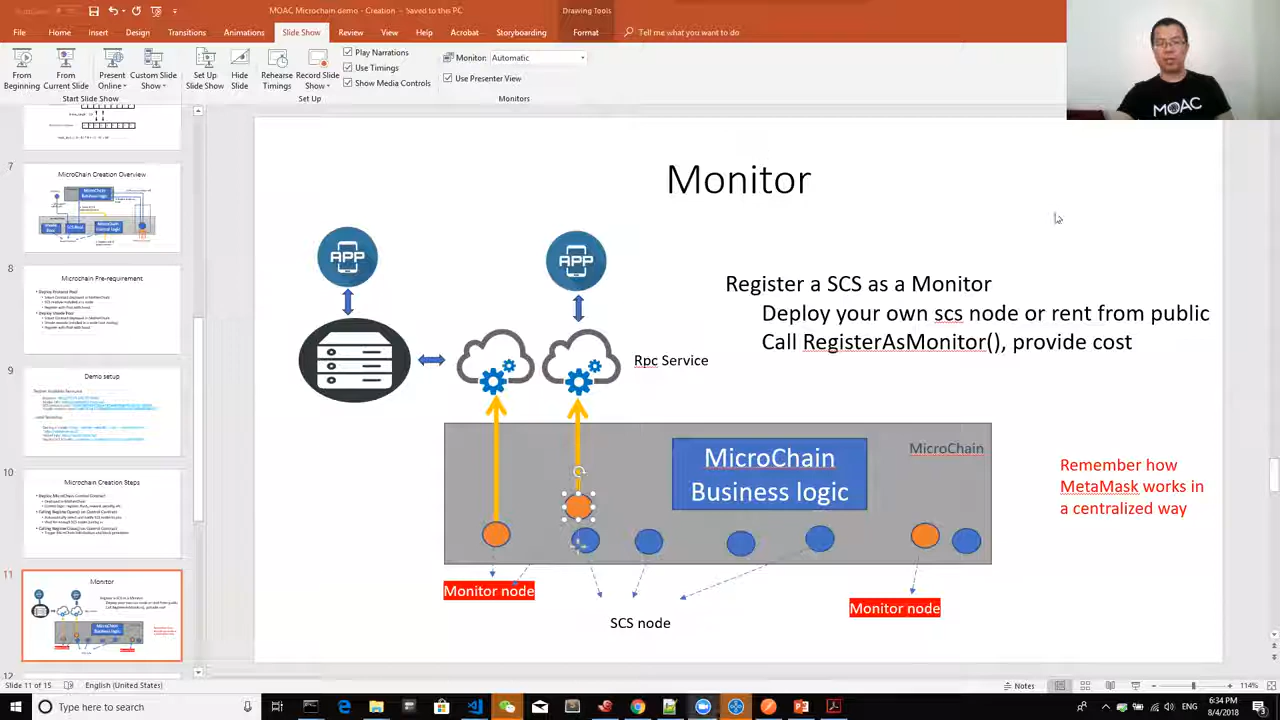 MOAC Microchain demo - Creation - Saved to this PC
Drawing Tools
File Home Insert Design Transitions Animations Slide Show Review View Help Acrobat Storyboarding Format Tell me what you want to do
From Beginning
From Current Slide
Present Online
Custom Slide Show
Set Up Slide Show
Hide Slide
Rehearse Timings
Record Slide Show
Play Narrations
Use Timings
Show Media Controls
Monitor: Automatic
Use Presenter View
Start Slide Show
Set Up
Monitors
MOAC
7
MicroChain Creation Overview
8
Microchain Pre-requirement
9
Demo setup
10
Microchain Creation Steps
11
Monitor
12
Monitor
APP
APP
Register a SCS as a Monitor
Deploy your own scs node or rent from public
Call RegisterAsMonitor(), provide cost
Rpc Service
MicroChain
Business logic
MicroChain
Remember how
MetaMask works in
a centralized way
Monitor node
Monitor node
SCS node
Slide 11 of 15
English (United States)
Notes
114%
Type here to search
ENG
6:34 PM
8/4/2018